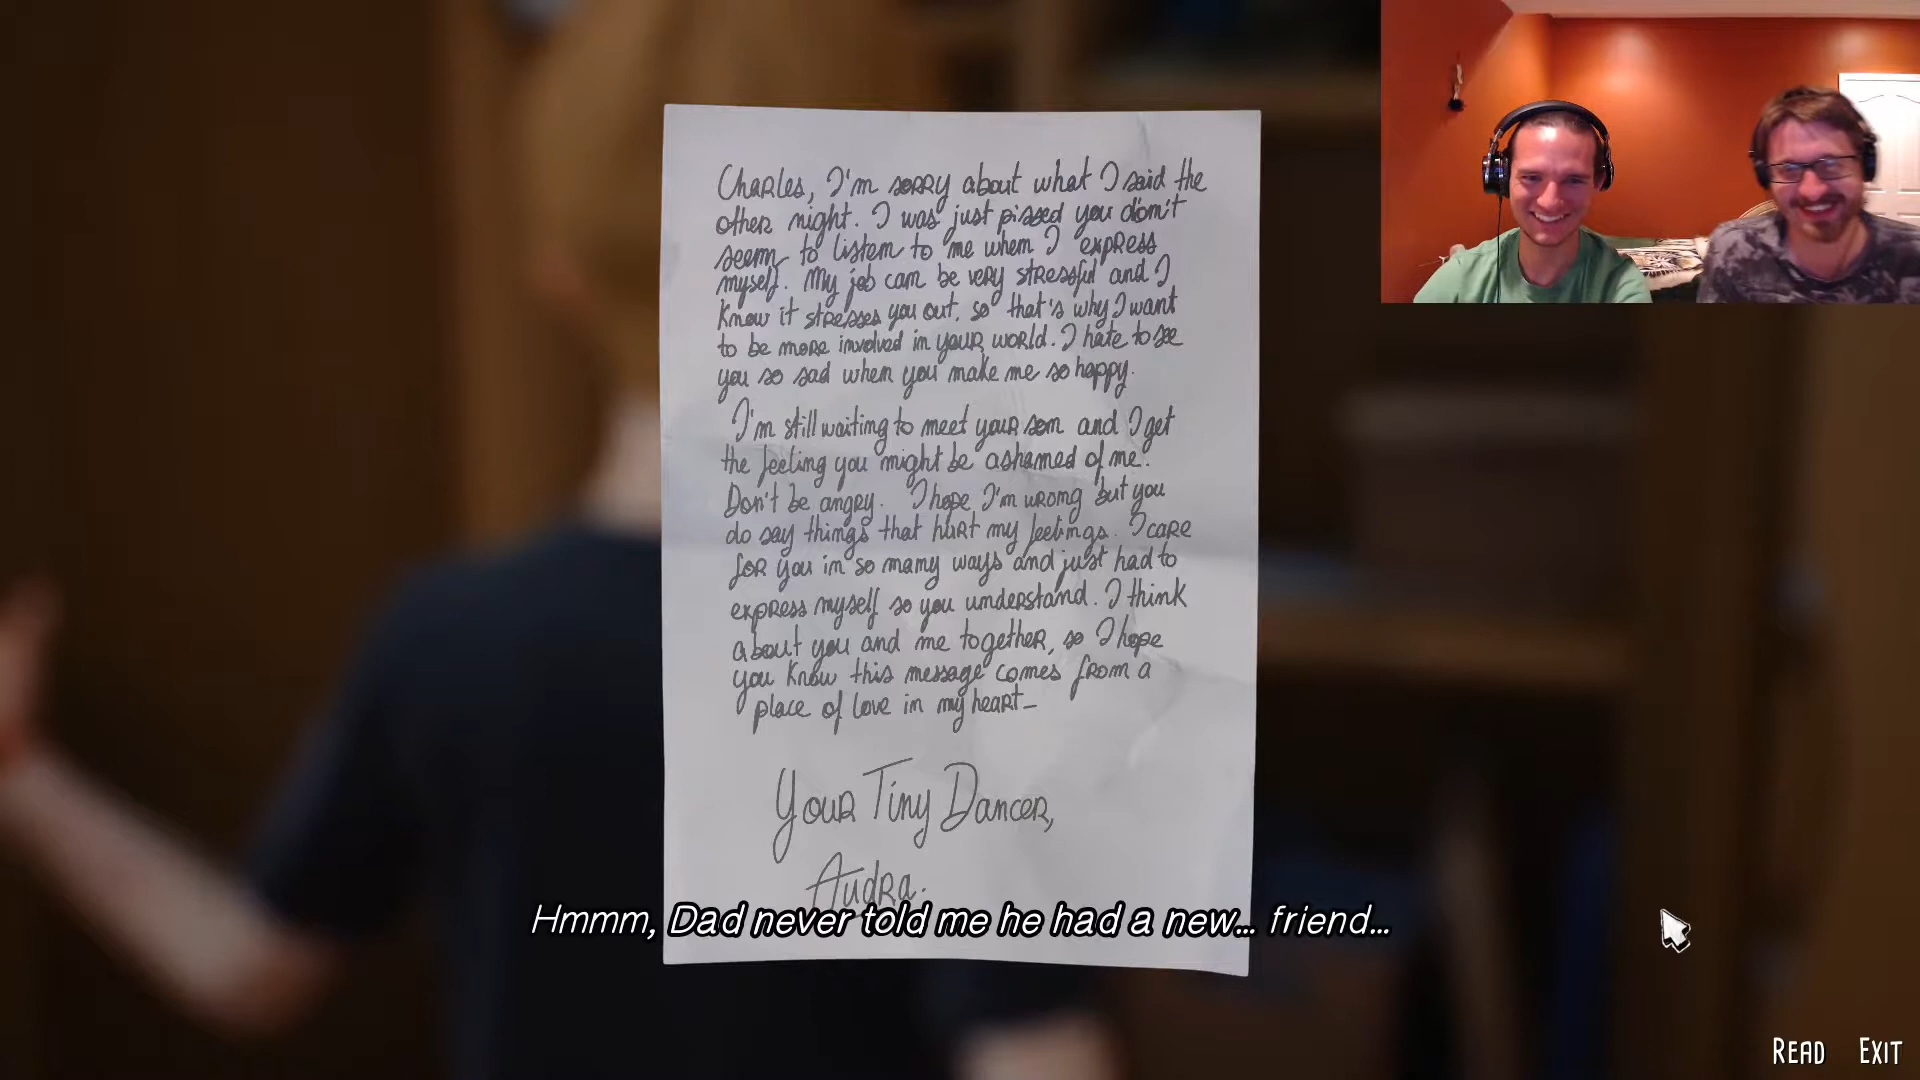 Charles, I'm sorry about what I said the
other night. I was just pissed you don't
seem to listen to me when I express
myself. My job can be very stressful and I
know it stresses you out, so that's why I want
to be more involved in your world. I hate to see
you so sad when you make me so happy.
I'm still waiting to meet your son and I get
the feeling you might be ashamed of me.
Don't be angry. I hope I'm wrong but you
do say things that hurt my feelings. I care
for you in so many ways and just had to
express myself so you understand. I think
about you and me together, so I hope
you know this message comes from a
place of love in my heart_
Your Tiny Dancer,
Audra.
Hmmm, Dad never told me he had a new... friend...
READ EXIT